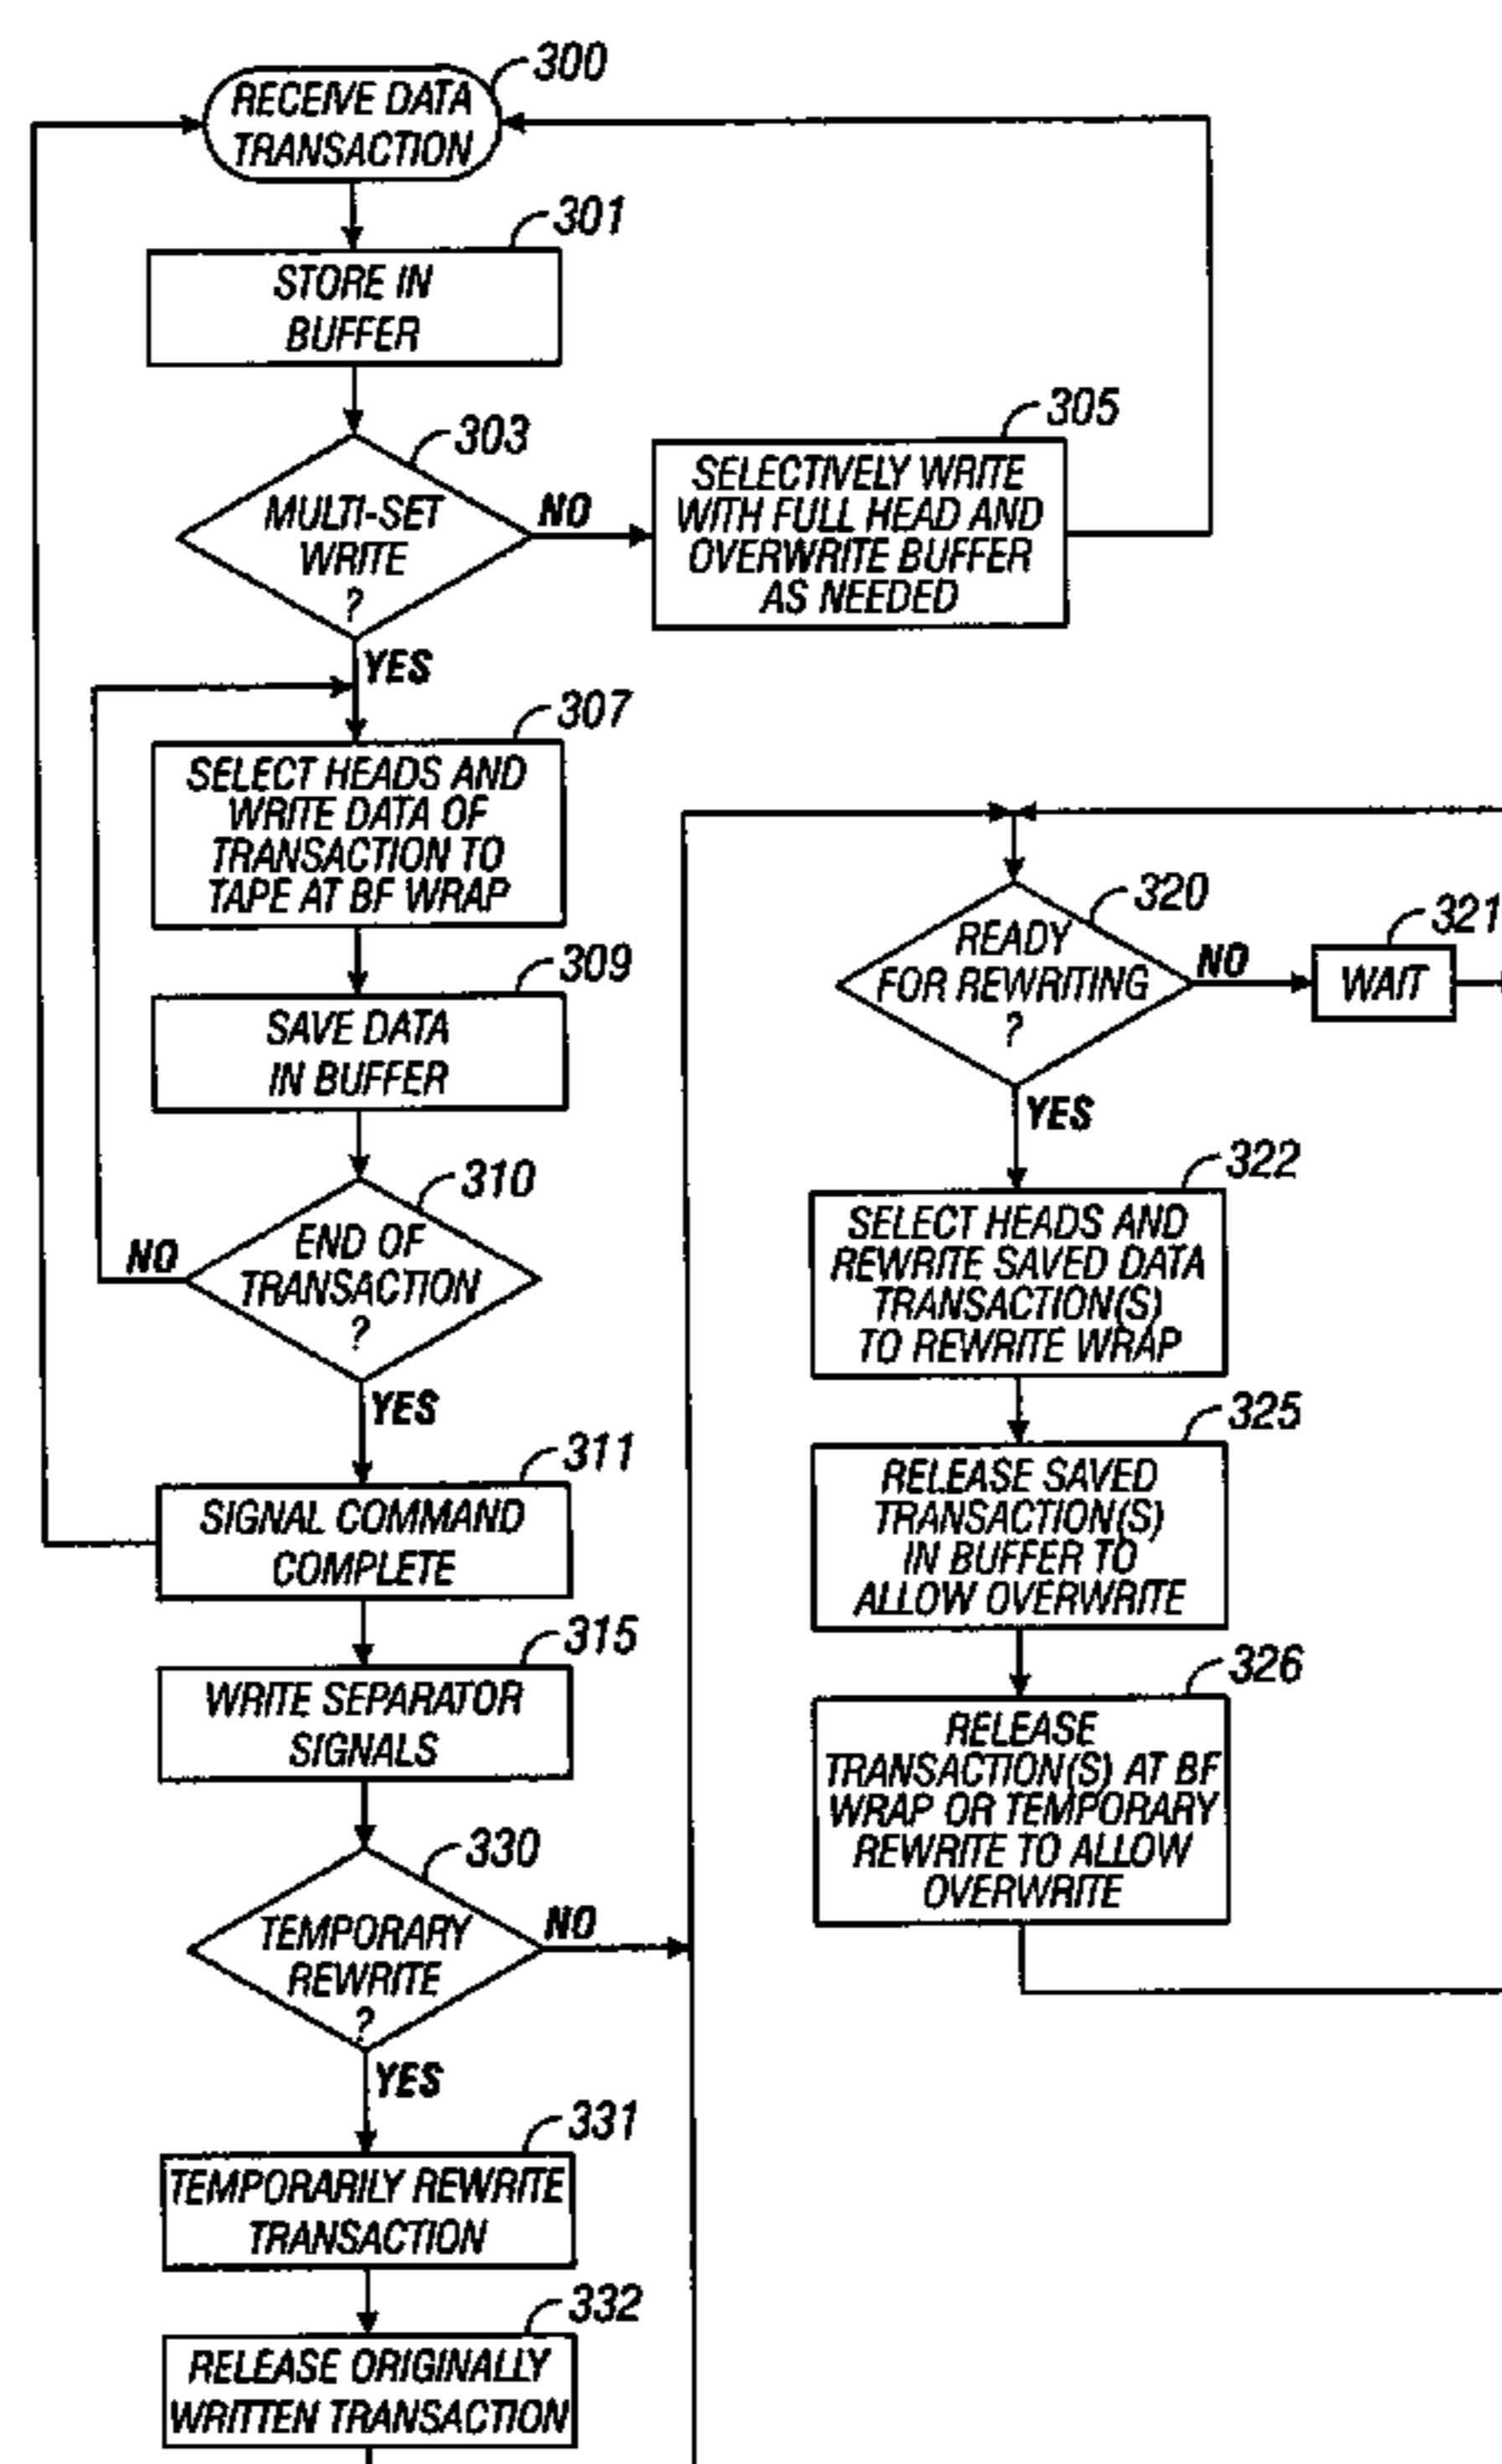 300
RECEIVE DATA
TRANSACTION
301
STORE IN
BUFFER
303
MULTI-SET
WRITE
?
NO
YES
305
SELECTIVELY WRITE
WITH FULL HEAD AND
OVERWRITE BUFFER
AS NEEDED
307
SELECT HEADS AND
WRITE DATA OF
TRANSACTION TO
TAPE AT BF WRAP
309
SAVE DATA
IN BUFFER
310
END OF
TRANSACTION
?
NO
YES
311
SIGNAL COMMAND
COMPLETE
315
WRITE SEPARATOR
SIGNALS
330
TEMPORARY
REWRITE
?
NO
YES
331
TEMPORARILY REWRITE
TRANSACTION
332
RELEASE ORIGINALLY
WRITTEN TRANSACTION
320
READY
FOR REWRITING
?
NO
YES
321
WAIT
322
SELECT HEADS AND
REWRITE SAVED DATA
TRANSACTION(S)
TO REWRITE WRAP
325
RELEASE SAVED
TRANSACTION(S)
IN BUFFER TO
ALLOW OVERWRITE
326
RELEASE
TRANSACTION(S) AT BF
WRAP OR TEMPORARY
REWRITE TO ALLOW
OVERWRITE